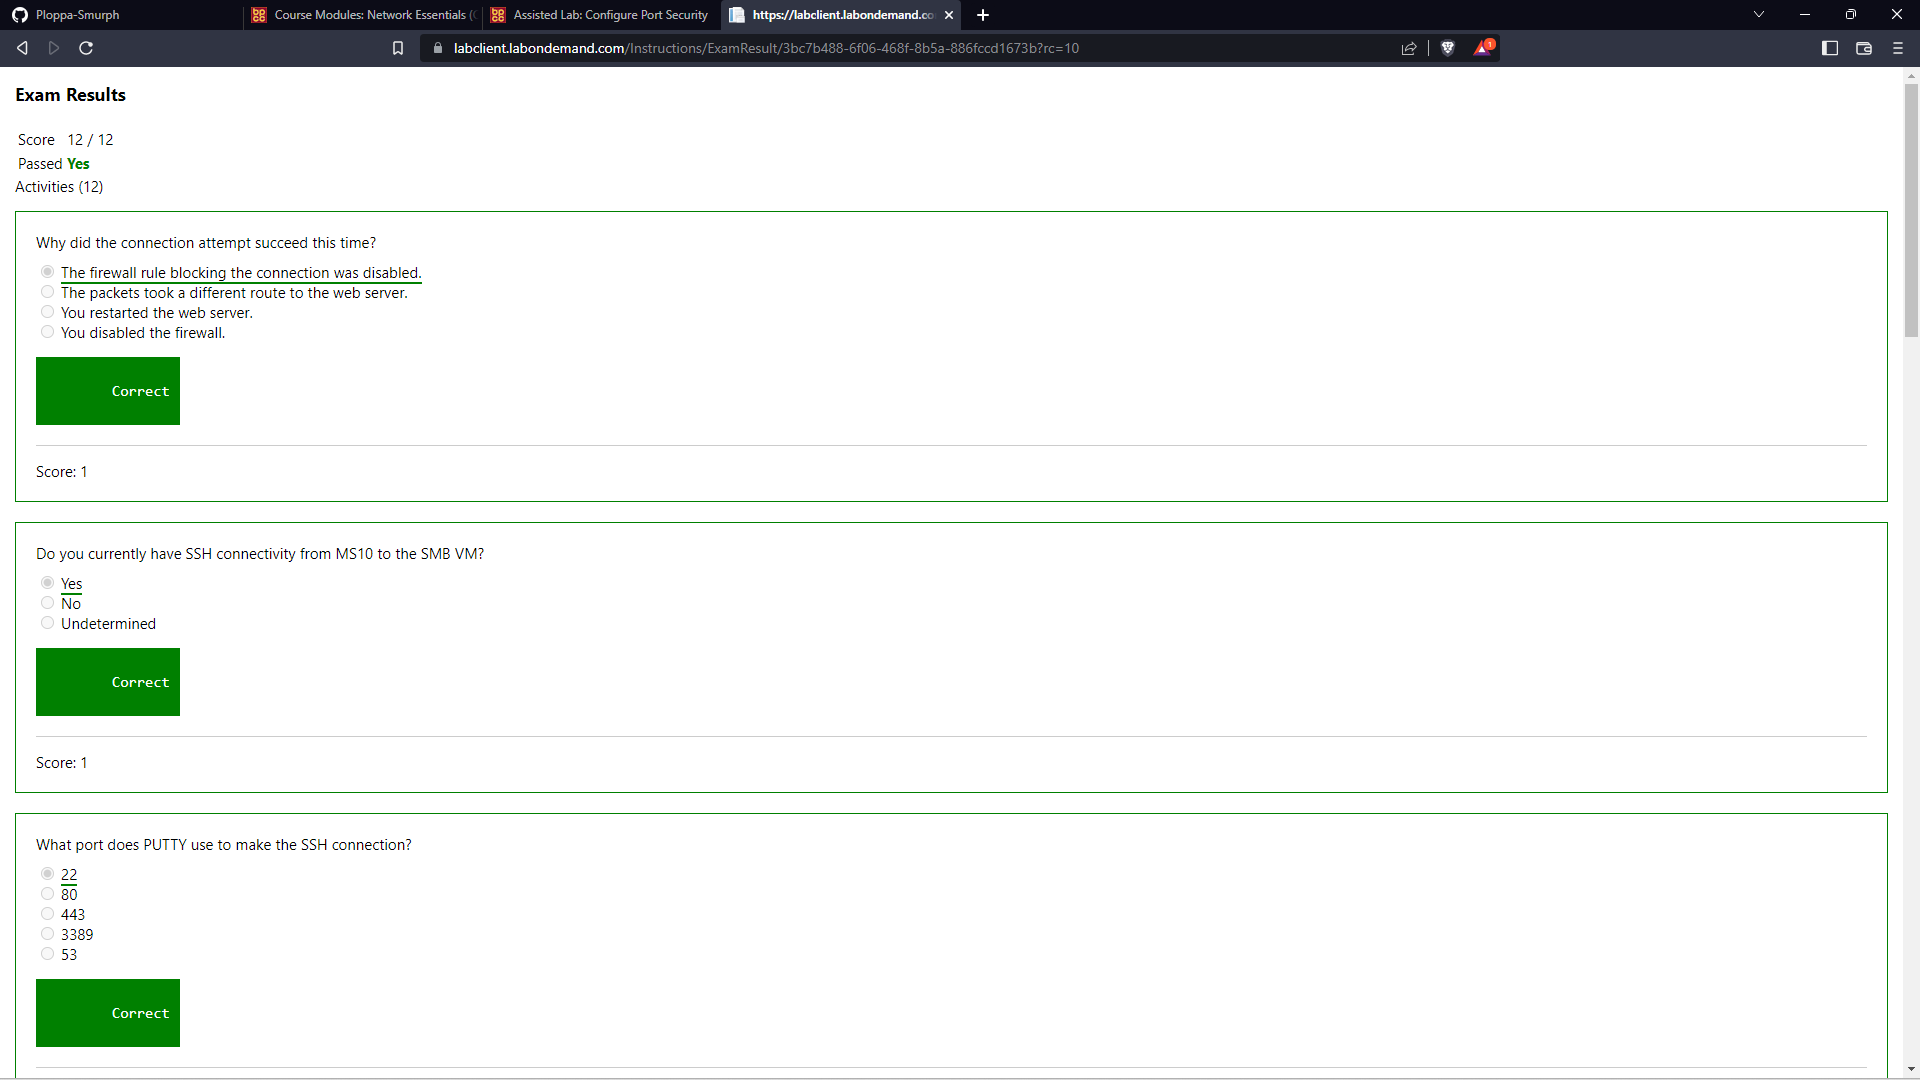 Ploppa-Smurph
Course Modules: Network Essentials (
Assisted Lab: Configure Port Security
https://labclient.labondemand.co
labclient.labondemand.com/Instructions/ExamResult/3bc7b488-6f06-468f-8b5a-886fccd1673b?rc=10
1
Exam Results
Score 12 / 12
Passed Yes
Activities (12)
Why did the connection attempt succeed this time?
The firewall rule blocking the connection was disabled.
The packets took a different route to the web server.
You restarted the web server.
You disabled the firewall.
Correct
Score: 1
Do you currently have SSH connectivity from MS10 to the SMB VM?
Yes
No
Undetermined
Correct
Score: 1
What port does PUTTY use to make the SSH connection?
22
80
443
3389
53
Correct